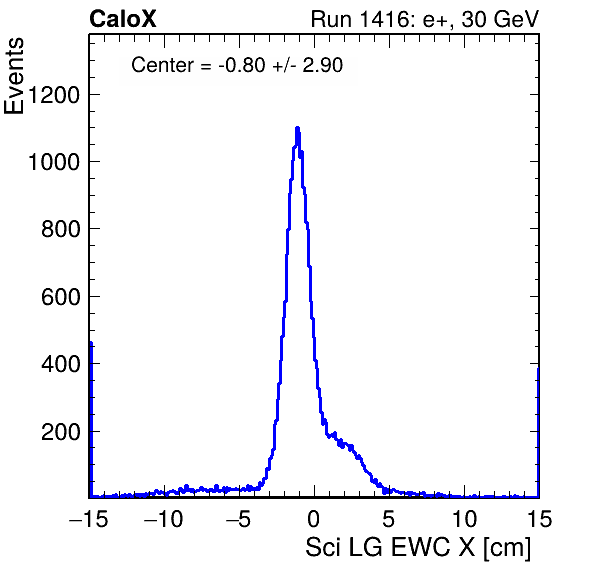 CaloX Run 1416: e+, 30 GeV
Center = -0.80 +/- 2.90
Events
1200
1000
800
600
400
200
−15 −10 −5 0 5 10 15
Sci LG EWC X [cm]